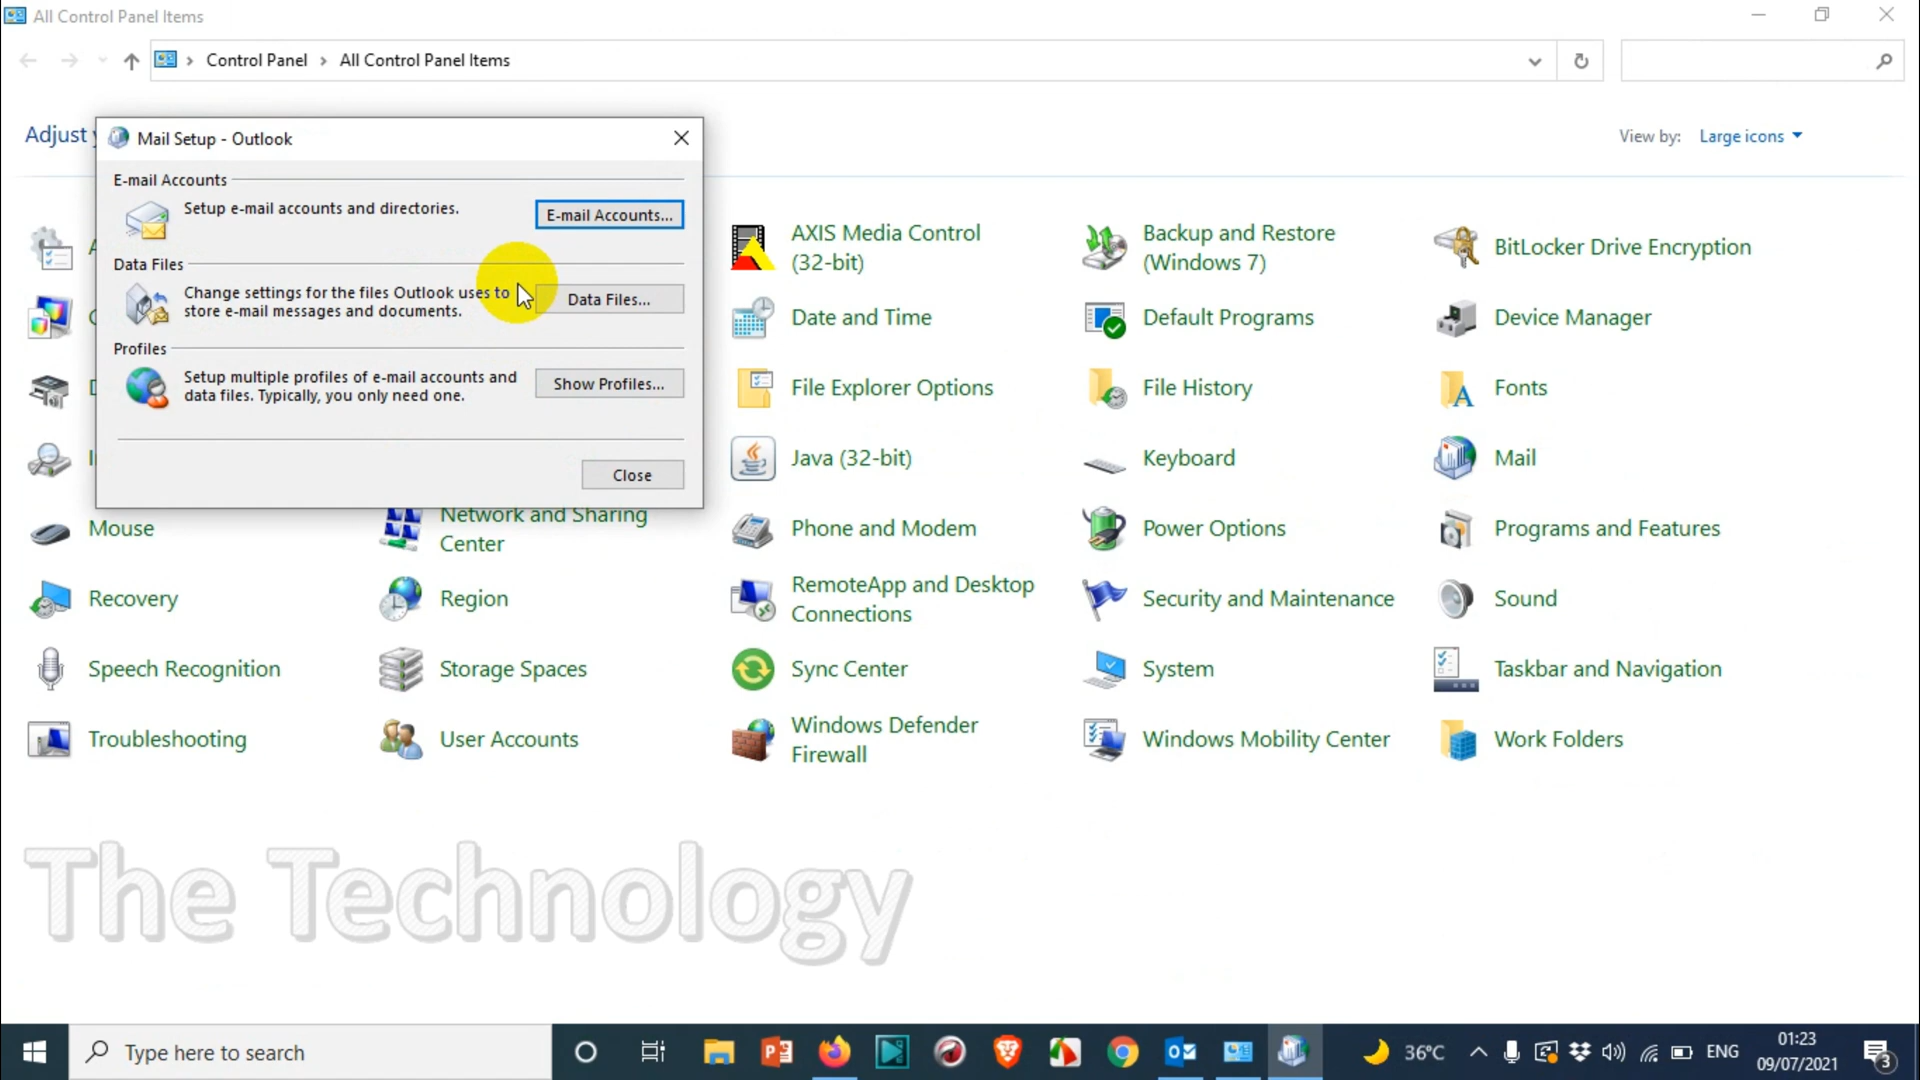 All Control Panel Items
Control Panel
All Control Panel Items
Adjust
View by:
Large icons
Mail Setup - Outlook
E-mail Accounts
Setup e-mail accounts and directories.
E-mail Accounts...
Data Files
Change settings for the files Outlook uses to
store e-mail messages and documents.
Data Files...
Profiles
Setup multiple profiles of e-mail accounts and
data files. Typically, you only need one.
Show Profiles...
Close
AXIS Media Control
(32-bit)
Backup and Restore
(Windows 7)
BitLocker Drive Encryption
Date and Time
Default Programs
Device Manager
File Explorer Options
File History
Fonts
Java (32-bit)
Keyboard
Mail
Mouse
Network and Sharing
Center
Phone and Modem
Power Options
Programs and Features
Recovery
Region
RemoteApp and Desktop
Connections
Security and Maintenance
Sound
Speech Recognition
Storage Spaces
Sync Center
System
Taskbar and Navigation
Troubleshooting
User Accounts
Windows Defender
Firewall
Windows Mobility Center
Work Folders
The Technology
Type here to search
36°C
ENG
01:23
09/07/2021
3